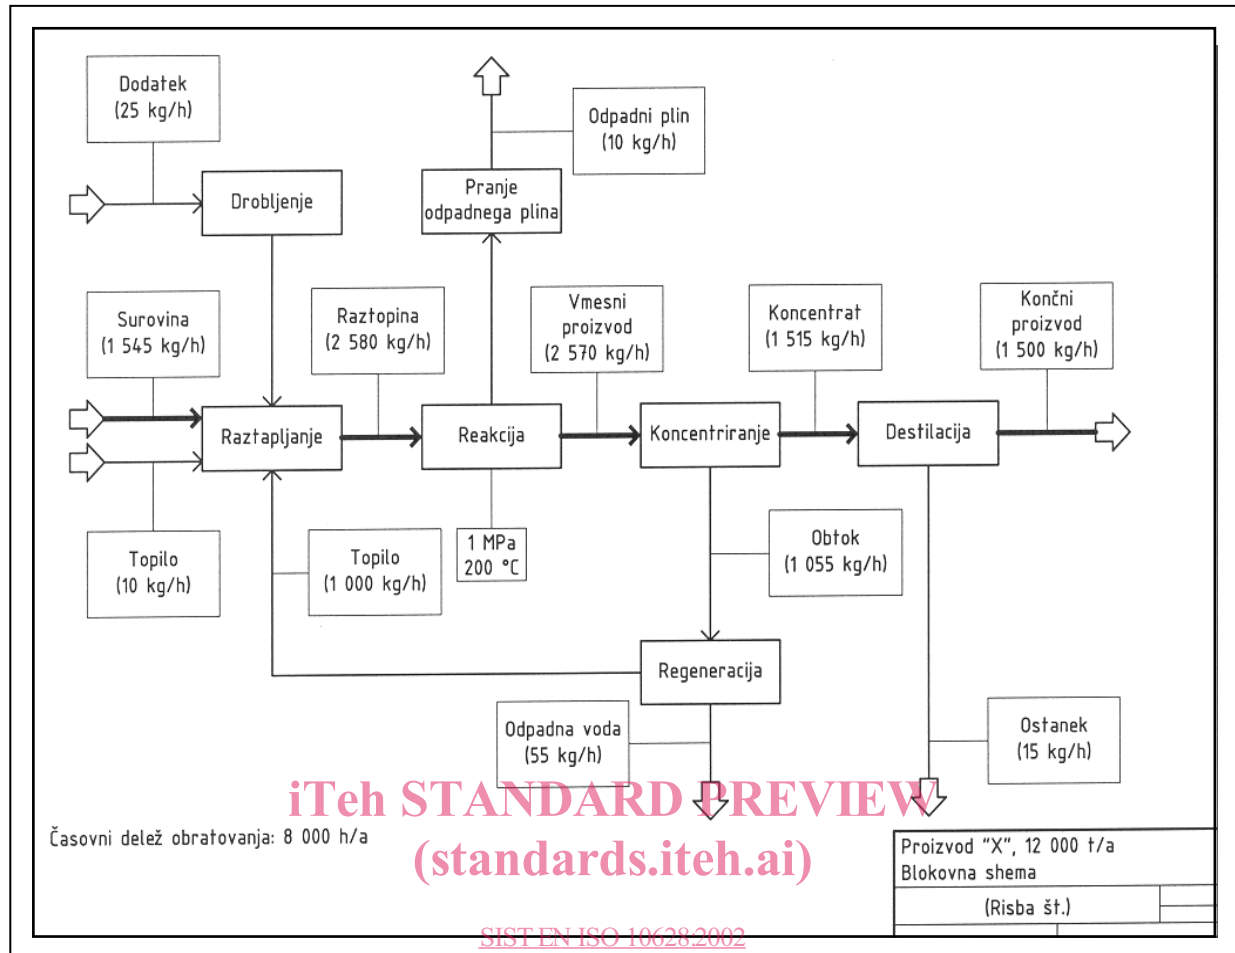 Dodatek
(25 kg/h)
Odpadni plin
(10 kg/h)
Drobljenje
Pranje
odpadnega plina
Surovina
(1 545 kg/h)
Raztopina
(2 580 kg/h)
Vmesni
proizvod
(2 570 kg/h)
Koncentrat
(1 515 kg/h)
Končni
proizvod
(1 500 kg/h)
Raztapljanje
Reakcija
Koncentriranje
Destilacija
Topilo
(10 kg/h)
Topilo
(1 000 kg/h)
1 MPa
200 °C
Obtok
(1 055 kg/h)
Regeneracija
Odpadna voda
(55 kg/h)
Ostanek
(15 kg/h)
iTeh STANDARD PREVIEW
(standards.iteh.ai)
Časovni delež obratovanja: 8 000 h/a
Proizvod "X", 12 000 t/a
Blokovna shema
(Risba št.)
SIST EN ISO 10628:2002